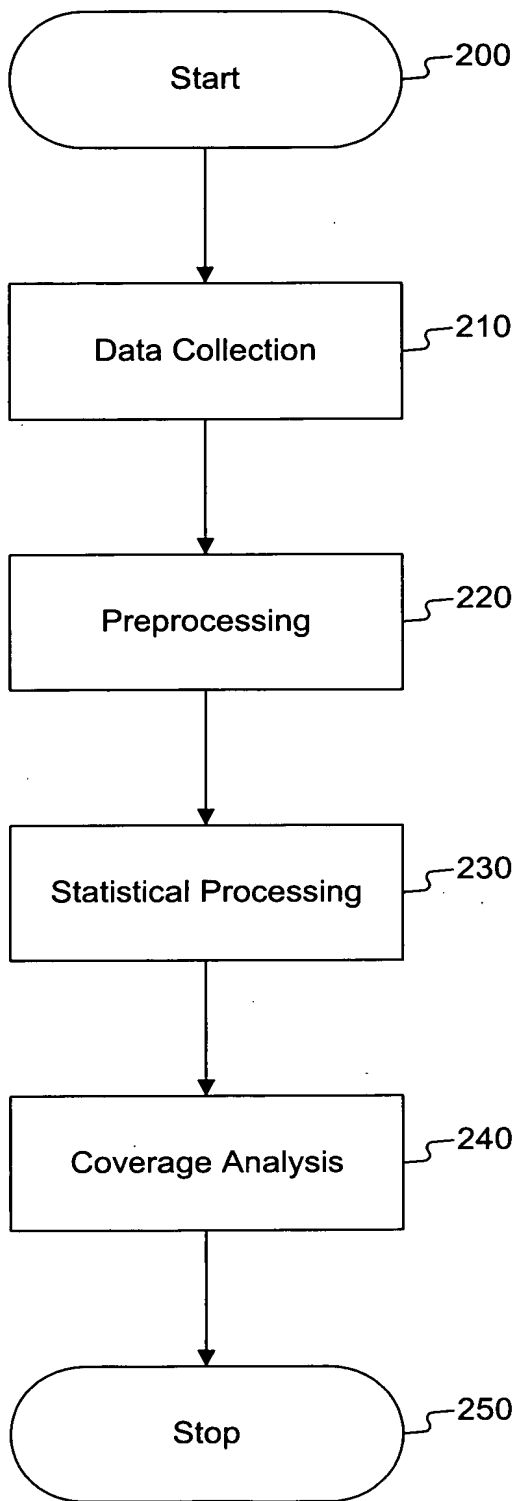 Start
200
Data Collection
210
Preprocessing
220
Statistical Processing
230
Coverage Analysis
240
Stop
250